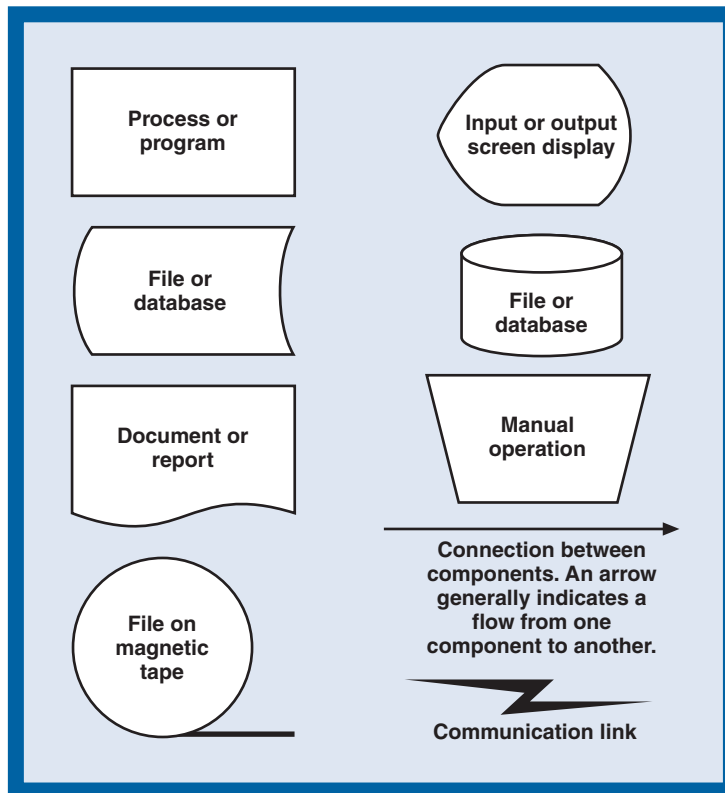 Process or
program
Input or output
screen display
File or
database
File or
database
Document or
report
Manual
operation
Connection between
components. An arrow
generally indicates a
flow from one
component to another.
File on
magnetic
tape
Communication link